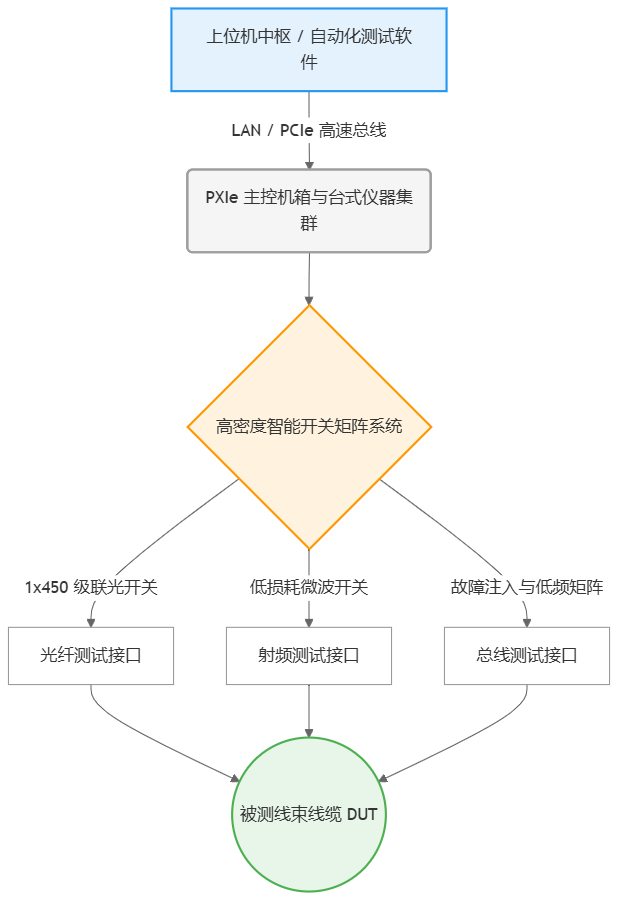 上位机中枢 / 自动化测试软
件
LAN / PCIe 高速总线
PXIe 主控机箱与台式仪器集
群
高密度智能开关矩阵系统
1x450 级联光开关
低损耗微波开关
故障注入与低频矩阵
光纤测试接口
射频测试接口
总线测试接口
被测线束线缆 DUT